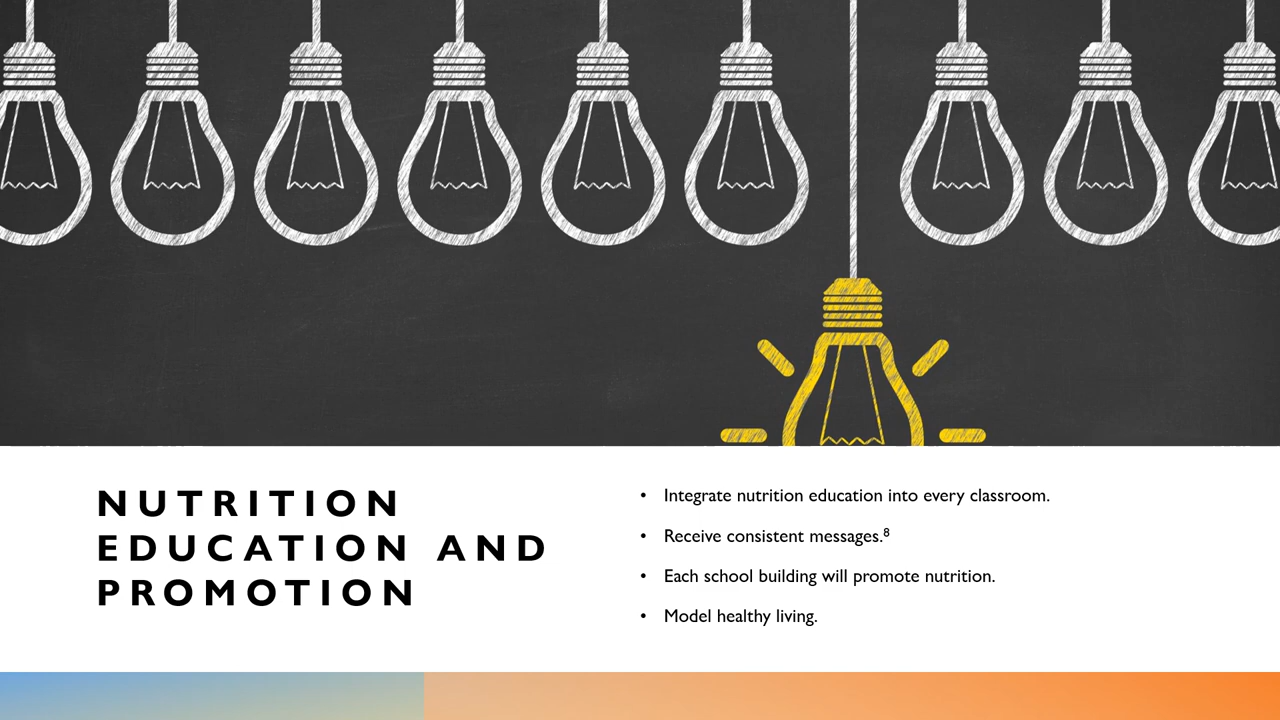 NUTRITION
EDUCATION AND
PROMOTION
• Integrate nutrition education into every classroom.
• Receive consistent messages.⁸
• Each school building will promote nutrition.
• Model healthy living.